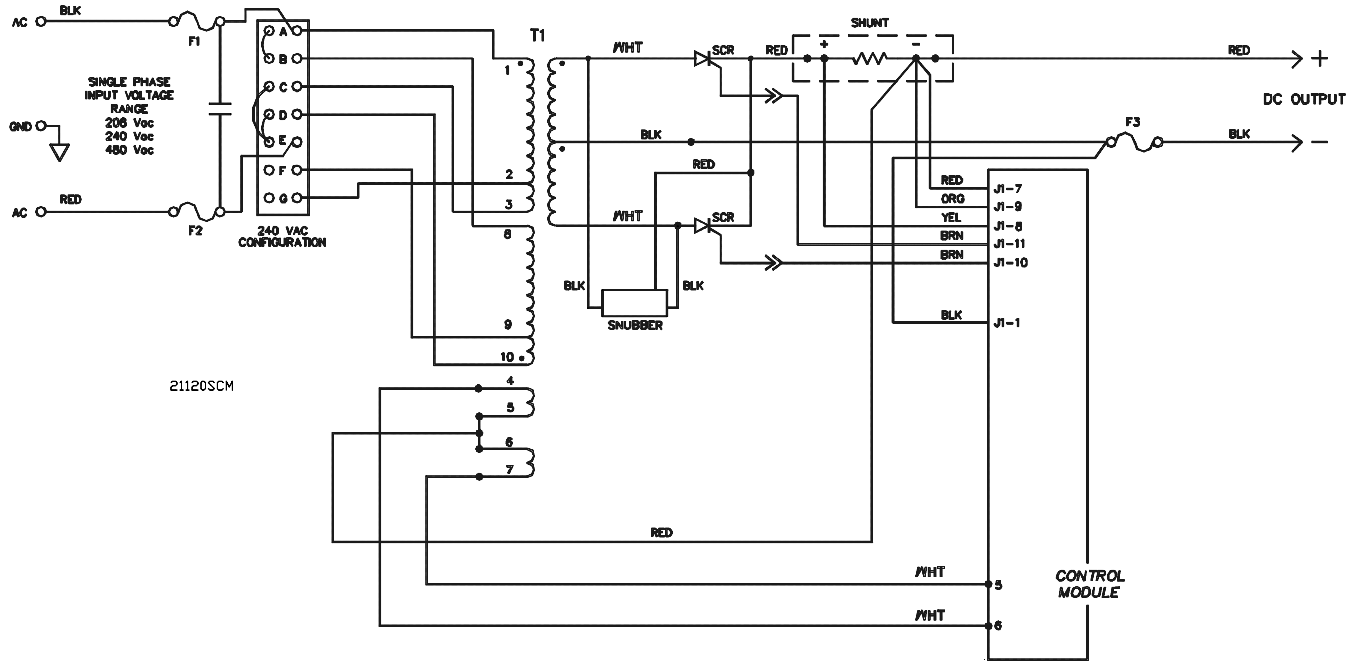 AC
BLK
F1
SINGLE PHASE
INPUT VOLTAGE
RANGE
208 Vac
240 Vac
480 Vac
GND
AC
RED
F2
A
B
C
D
E
F
G
240 VAC
CONFIGURATION
21120SCM
T1
1
2
3
8
9
10
4
5
6
7
WHT
SCR
RED
SHUNT
+
-
RED
+
DC OUTPUT
BLK
F3
BLK
-
RED
WHT
SCR
BLK
BLK
SNUBBER
RED
J1-7
ORG
J1-9
YEL
J1-8
BRN
J1-11
BRN
J1-10
BLK
J1-1
RED
WHT
5
WHT
6
CONTROL
MODULE